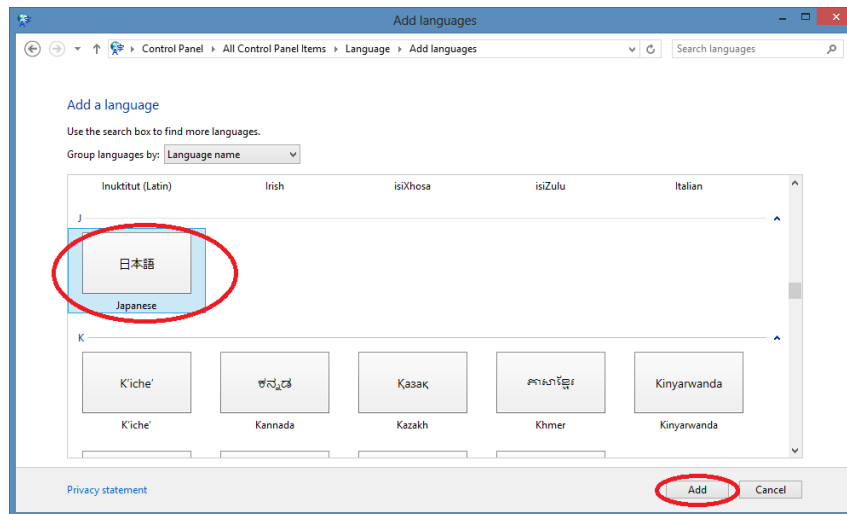 Add languages
Control Panel All Control Panel Items Language Add languages Search languages
Add a language
Use the search box to find more languages.
Group languages by: Language name
Inuktitut (Latin) Irish isiXhosa isiZulu Italian
J
日本語
Japanese
K
K'iche' ಕನ್ನಡ Қазақ ភាសាខ្មែរ Kinyarwanda
K'iche' Kannada Kazakh Khmer Kinyarwanda
Privacy statement Add Cancel